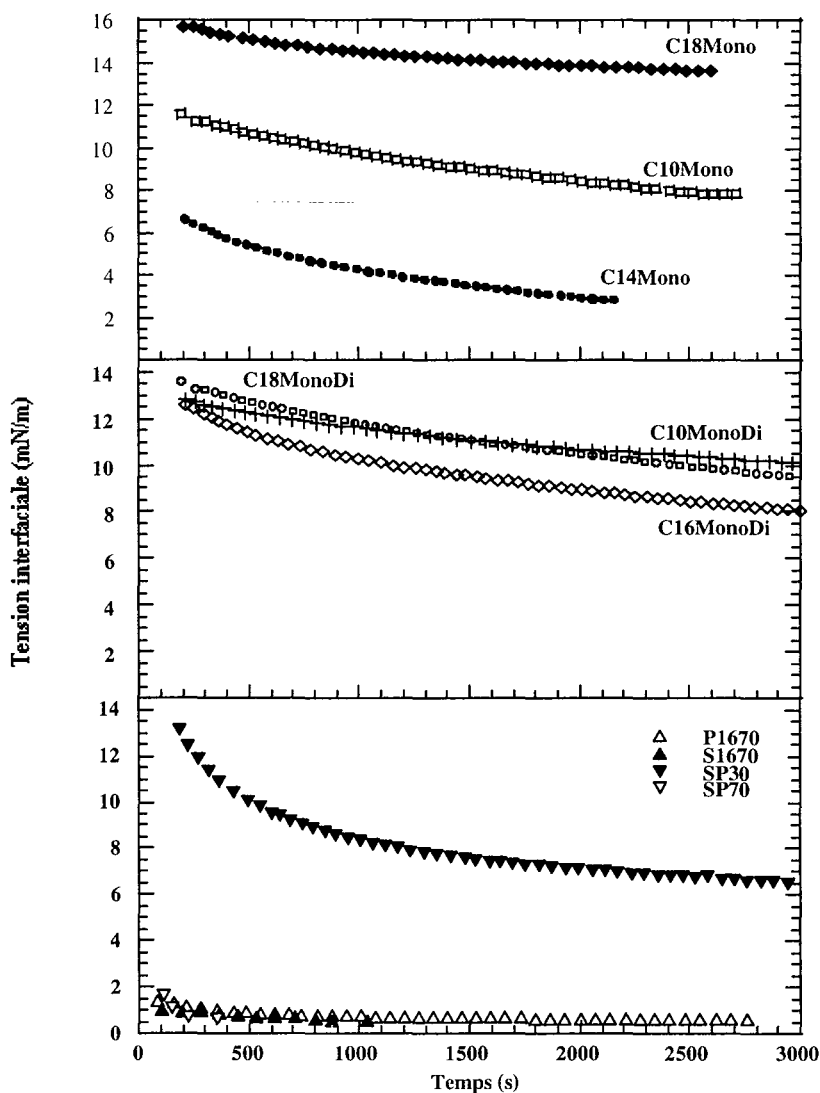 16
14
12
10
8
6
4
2
C18Mono
C10Mono
C14Mono
14
12
10
8
6
4
2
C18MonoDi
C10MonoDi
C16MonoDi
14
12
10
8
6
4
2
0
P1670
S1670
SP30
SP70
0 500 1000 1500 2000 2500 3000
Temps (s)
Tension interfaciale (mN/m)